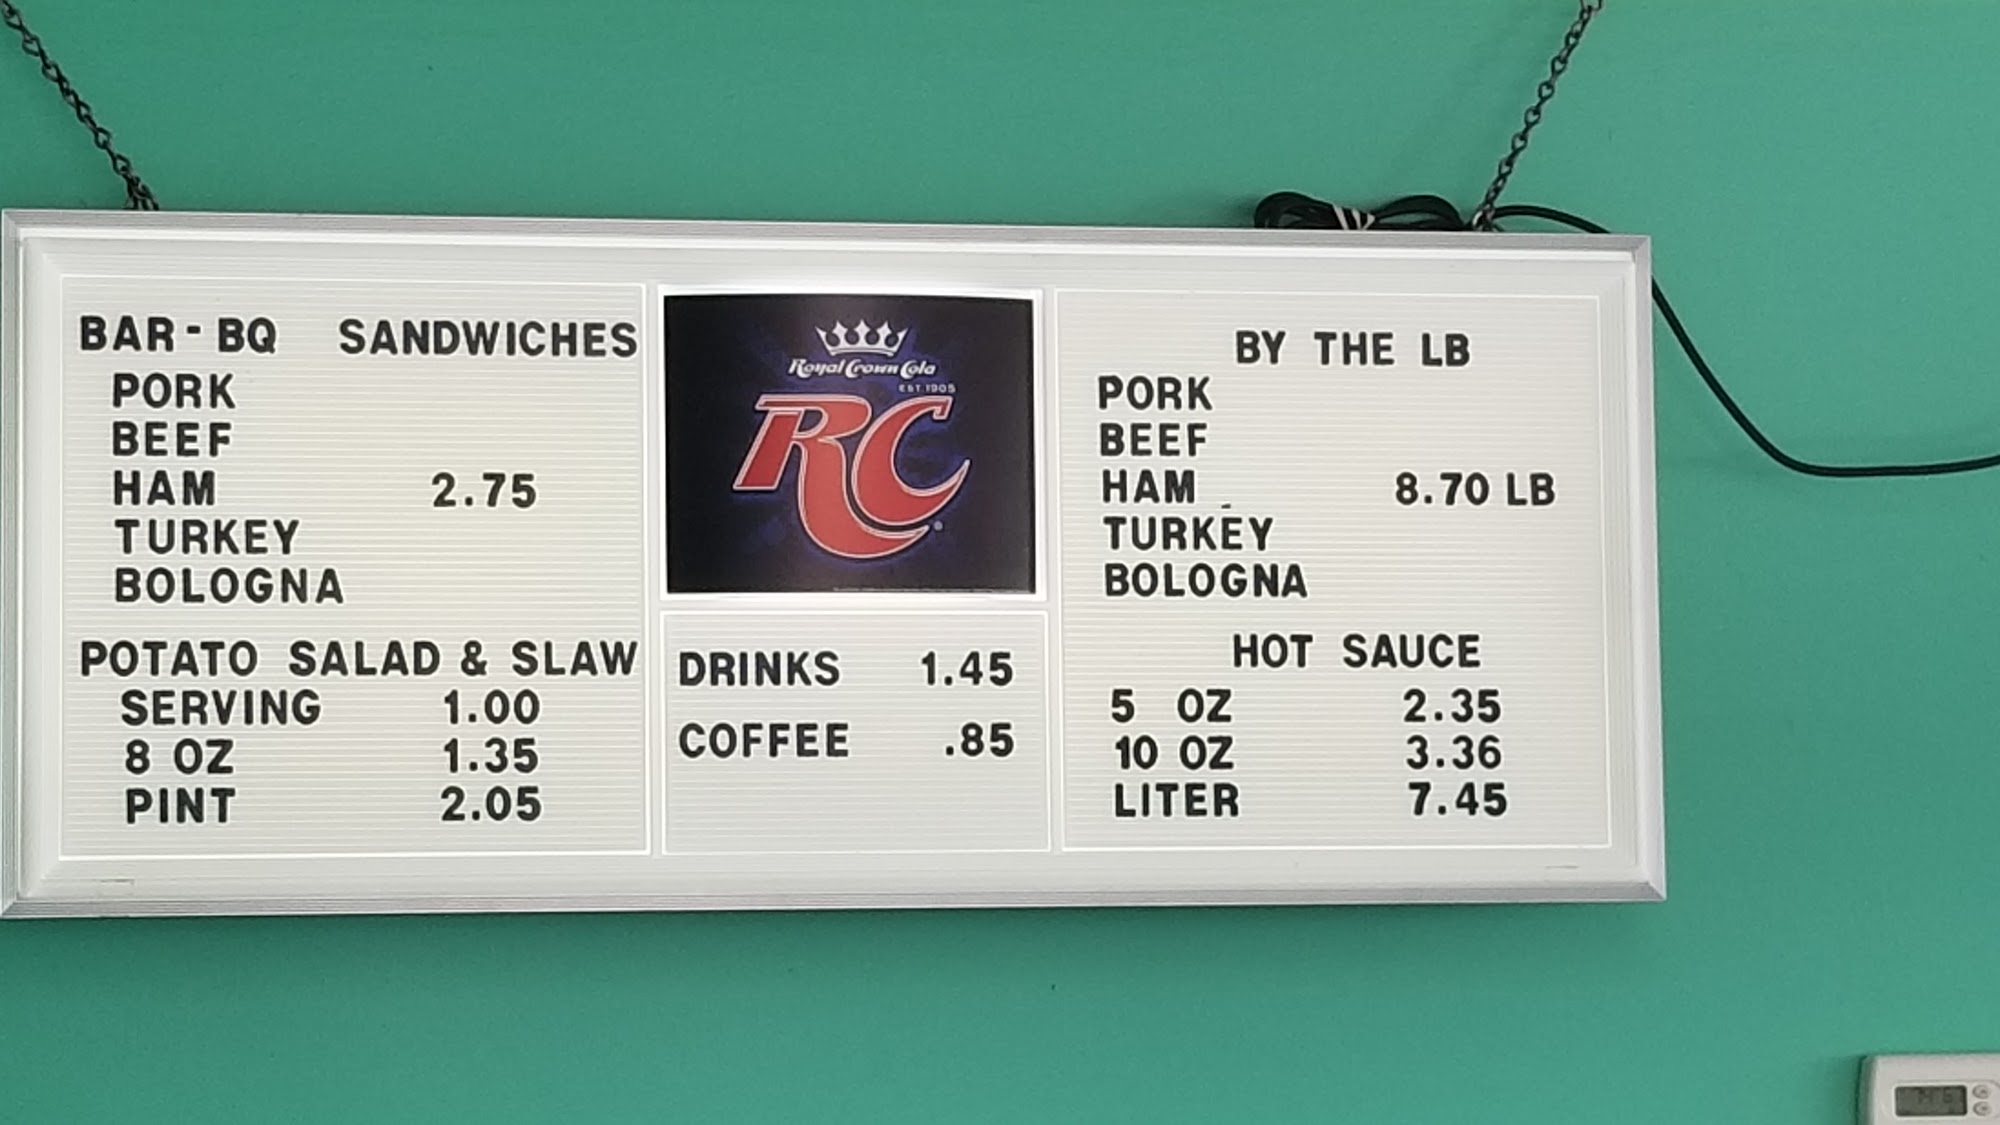 BAR-BQ SANDWICHES
PORK
BEEF
HAM 2.75
TURKEY
BOLOGNA
POTATO SALAD & SLAW
SERVING 1.00
8 OZ 1.35
PINT 2.05
Royal Crown Cola
EST.1905
RC
DRINKS 1.45
COFFEE .85
BY THE LB
PORK
BEEF
HAM 8.70 LB
TURKEY
BOLOGNA
HOT SAUCE
5 OZ 2.35
10 OZ 3.36
LITER 7.45